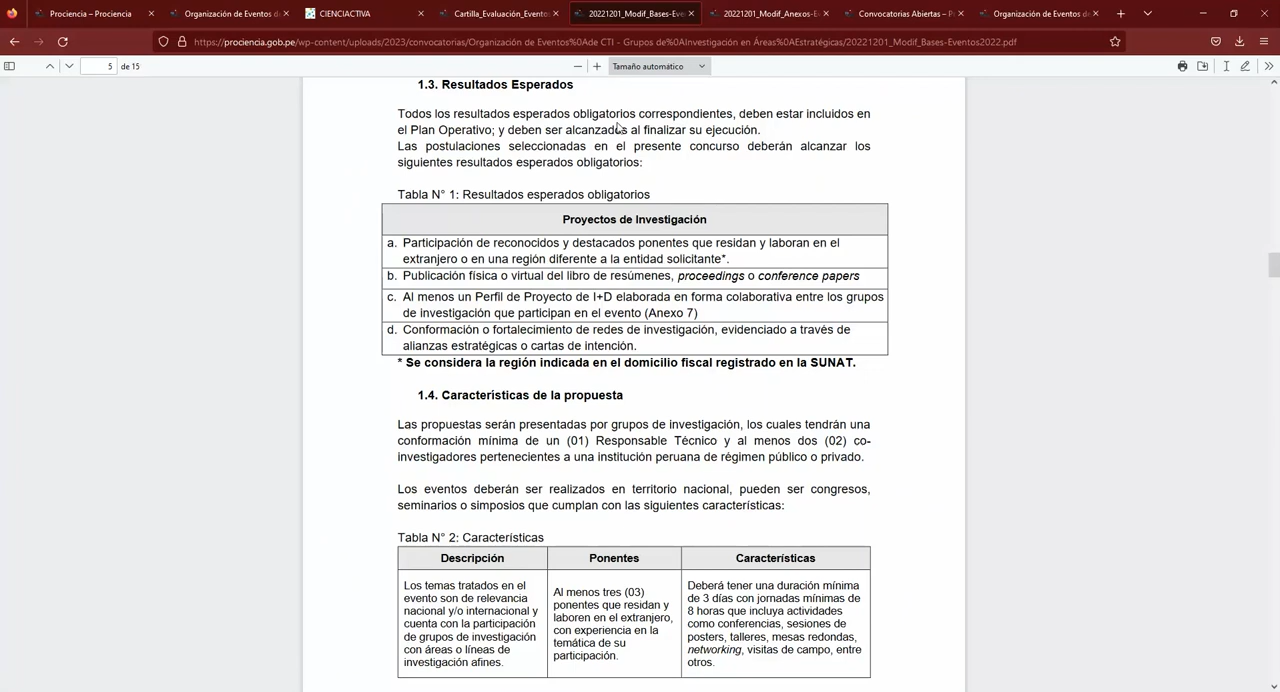 Prociencia – Prociencia
Organización de Eventos de
CIENCIACTIVA
Cartilla_Evaluación_Evento
20221201_Modif_Bases-Eve
20221201_Modif_Anexos-E
Convocatorias Abiertas – P
Organización de Eventos de
https://prociencia.gob.pe/wp-content/uploads/2023/convocatorias/Organización de Eventos%0Ade CTI - Grupos de%0AInvestigación en Áreas%0AEstratégicas/20221201_Modif_Bases-Eventos2022.pdf
5 de 15
Tamaño automático
1.3. Resultados Esperados
Todos los resultados esperados obligatorios correspondientes, deben estar incluidos en
el Plan Operativo; y deben ser alcanzados al finalizar su ejecución.
Las postulaciones seleccionadas en el presente concurso deberán alcanzar los
siguientes resultados esperados obligatorios:
Tabla N° 1: Resultados esperados obligatorios
Proyectos de Investigación
a. Participación de reconocidos y destacados ponentes que residan y laboran en el
extranjero o en una región diferente a la entidad solicitante*.
b. Publicación física o virtual del libro de resúmenes, proceedings o conference papers
c. Al menos un Perfil de Proyecto de I+D elaborada en forma colaborativa entre los grupos
de investigación que participan en el evento (Anexo 7)
d. Conformación o fortalecimiento de redes de investigación, evidenciado a través de
alianzas estratégicas o cartas de intención.
* Se considera la región indicada en el domicilio fiscal registrado en la SUNAT.
1.4. Características de la propuesta
Las propuestas serán presentadas por grupos de investigación, los cuales tendrán una
conformación mínima de un (01) Responsable Técnico y al menos dos (02) co-
investigadores pertenecientes a una institución peruana de régimen público o privado.
Los eventos deberán ser realizados en territorio nacional, pueden ser congresos,
seminarios o simposios que cumplan con las siguientes características:
Tabla N° 2: Características
Descripción
Ponentes
Características
Los temas tratados en el
evento son de relevancia
nacional y/o internacional y
cuenta con la participación
de grupos de investigación
con áreas o líneas de
investigación afines.
Al menos tres (03)
ponentes que residan y
laboren en el extranjero,
con experiencia en la
temática de su
participación.
Deberá tener una duración mínima
de 3 días con jornadas mínimas de
8 horas que incluya actividades
como conferencias, sesiones de
posters, talleres, mesas redondas,
networking, visitas de campo, entre
otros.